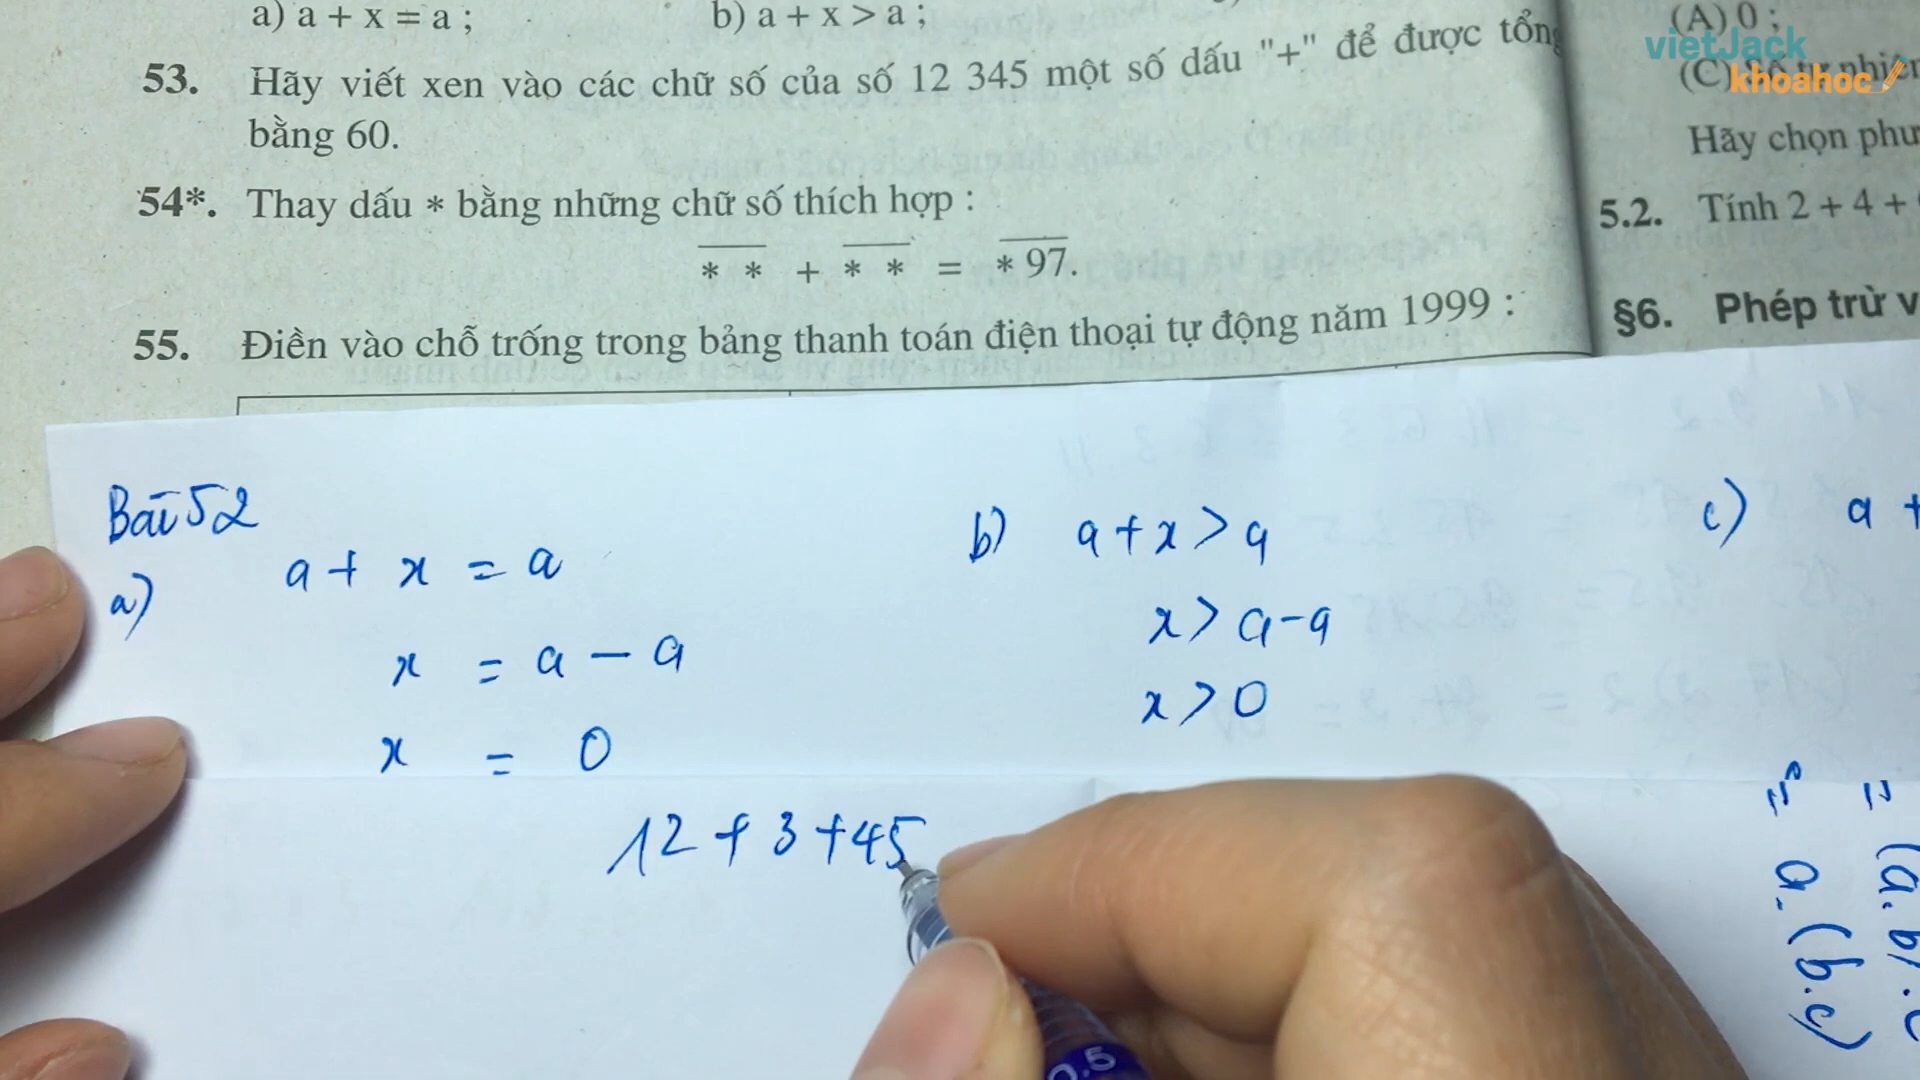 a) a + x = a ; b) a + x > a ;
53. Hãy viết xen vào các chữ số của số 12 345 một số dấu "+" để được tổng
bằng 60.
54*. Thay dấu * bằng những chữ số thích hợp :
* * + * * = * 97.
55. Điền vào chỗ trống trong bảng thanh toán điện thoại tự động năm 1999 :
(A) 0 ;
vietJack
khoahoc
(C)
Hãy chọn phư
5.2. Tính 2 + 4 +
§6. Phép trừ v
Bài 52
a) a + x = a
x = a - a
x = 0
b) a + x > a
x > a - a
x > 0
c) a +
12 + 3 + 45
= (a.b).c
= a.(b.c)
0.5